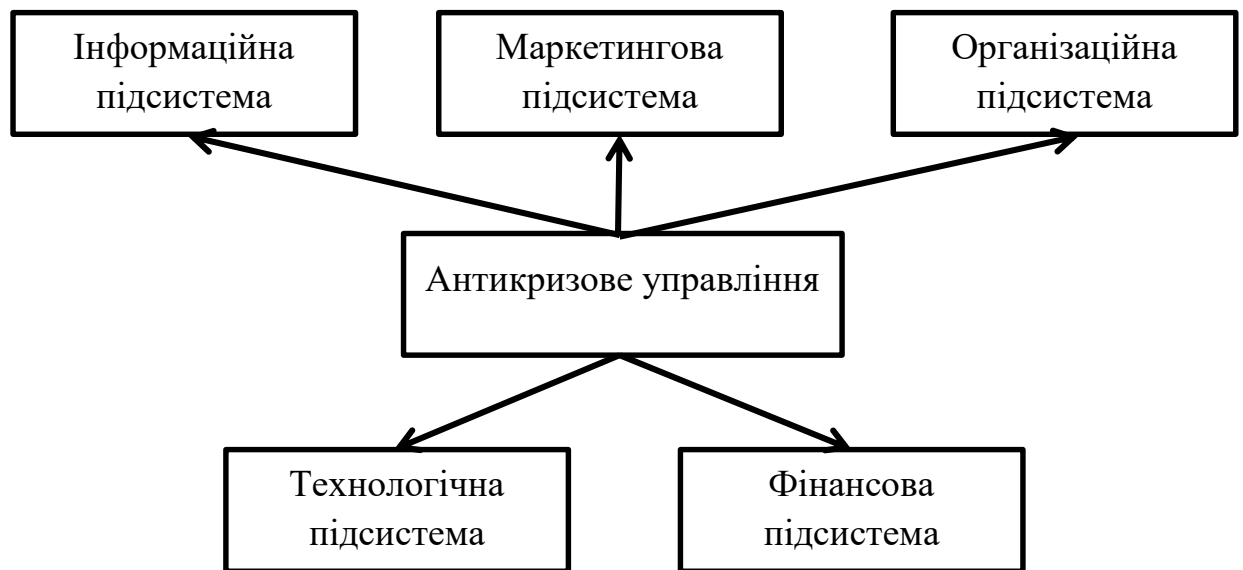 Інформаційна
підсистема
Маркетингова
підсистема
Організаційна
підсистема
Антикризове управління
Технологічна
підсистема
Фінансова
підсистема